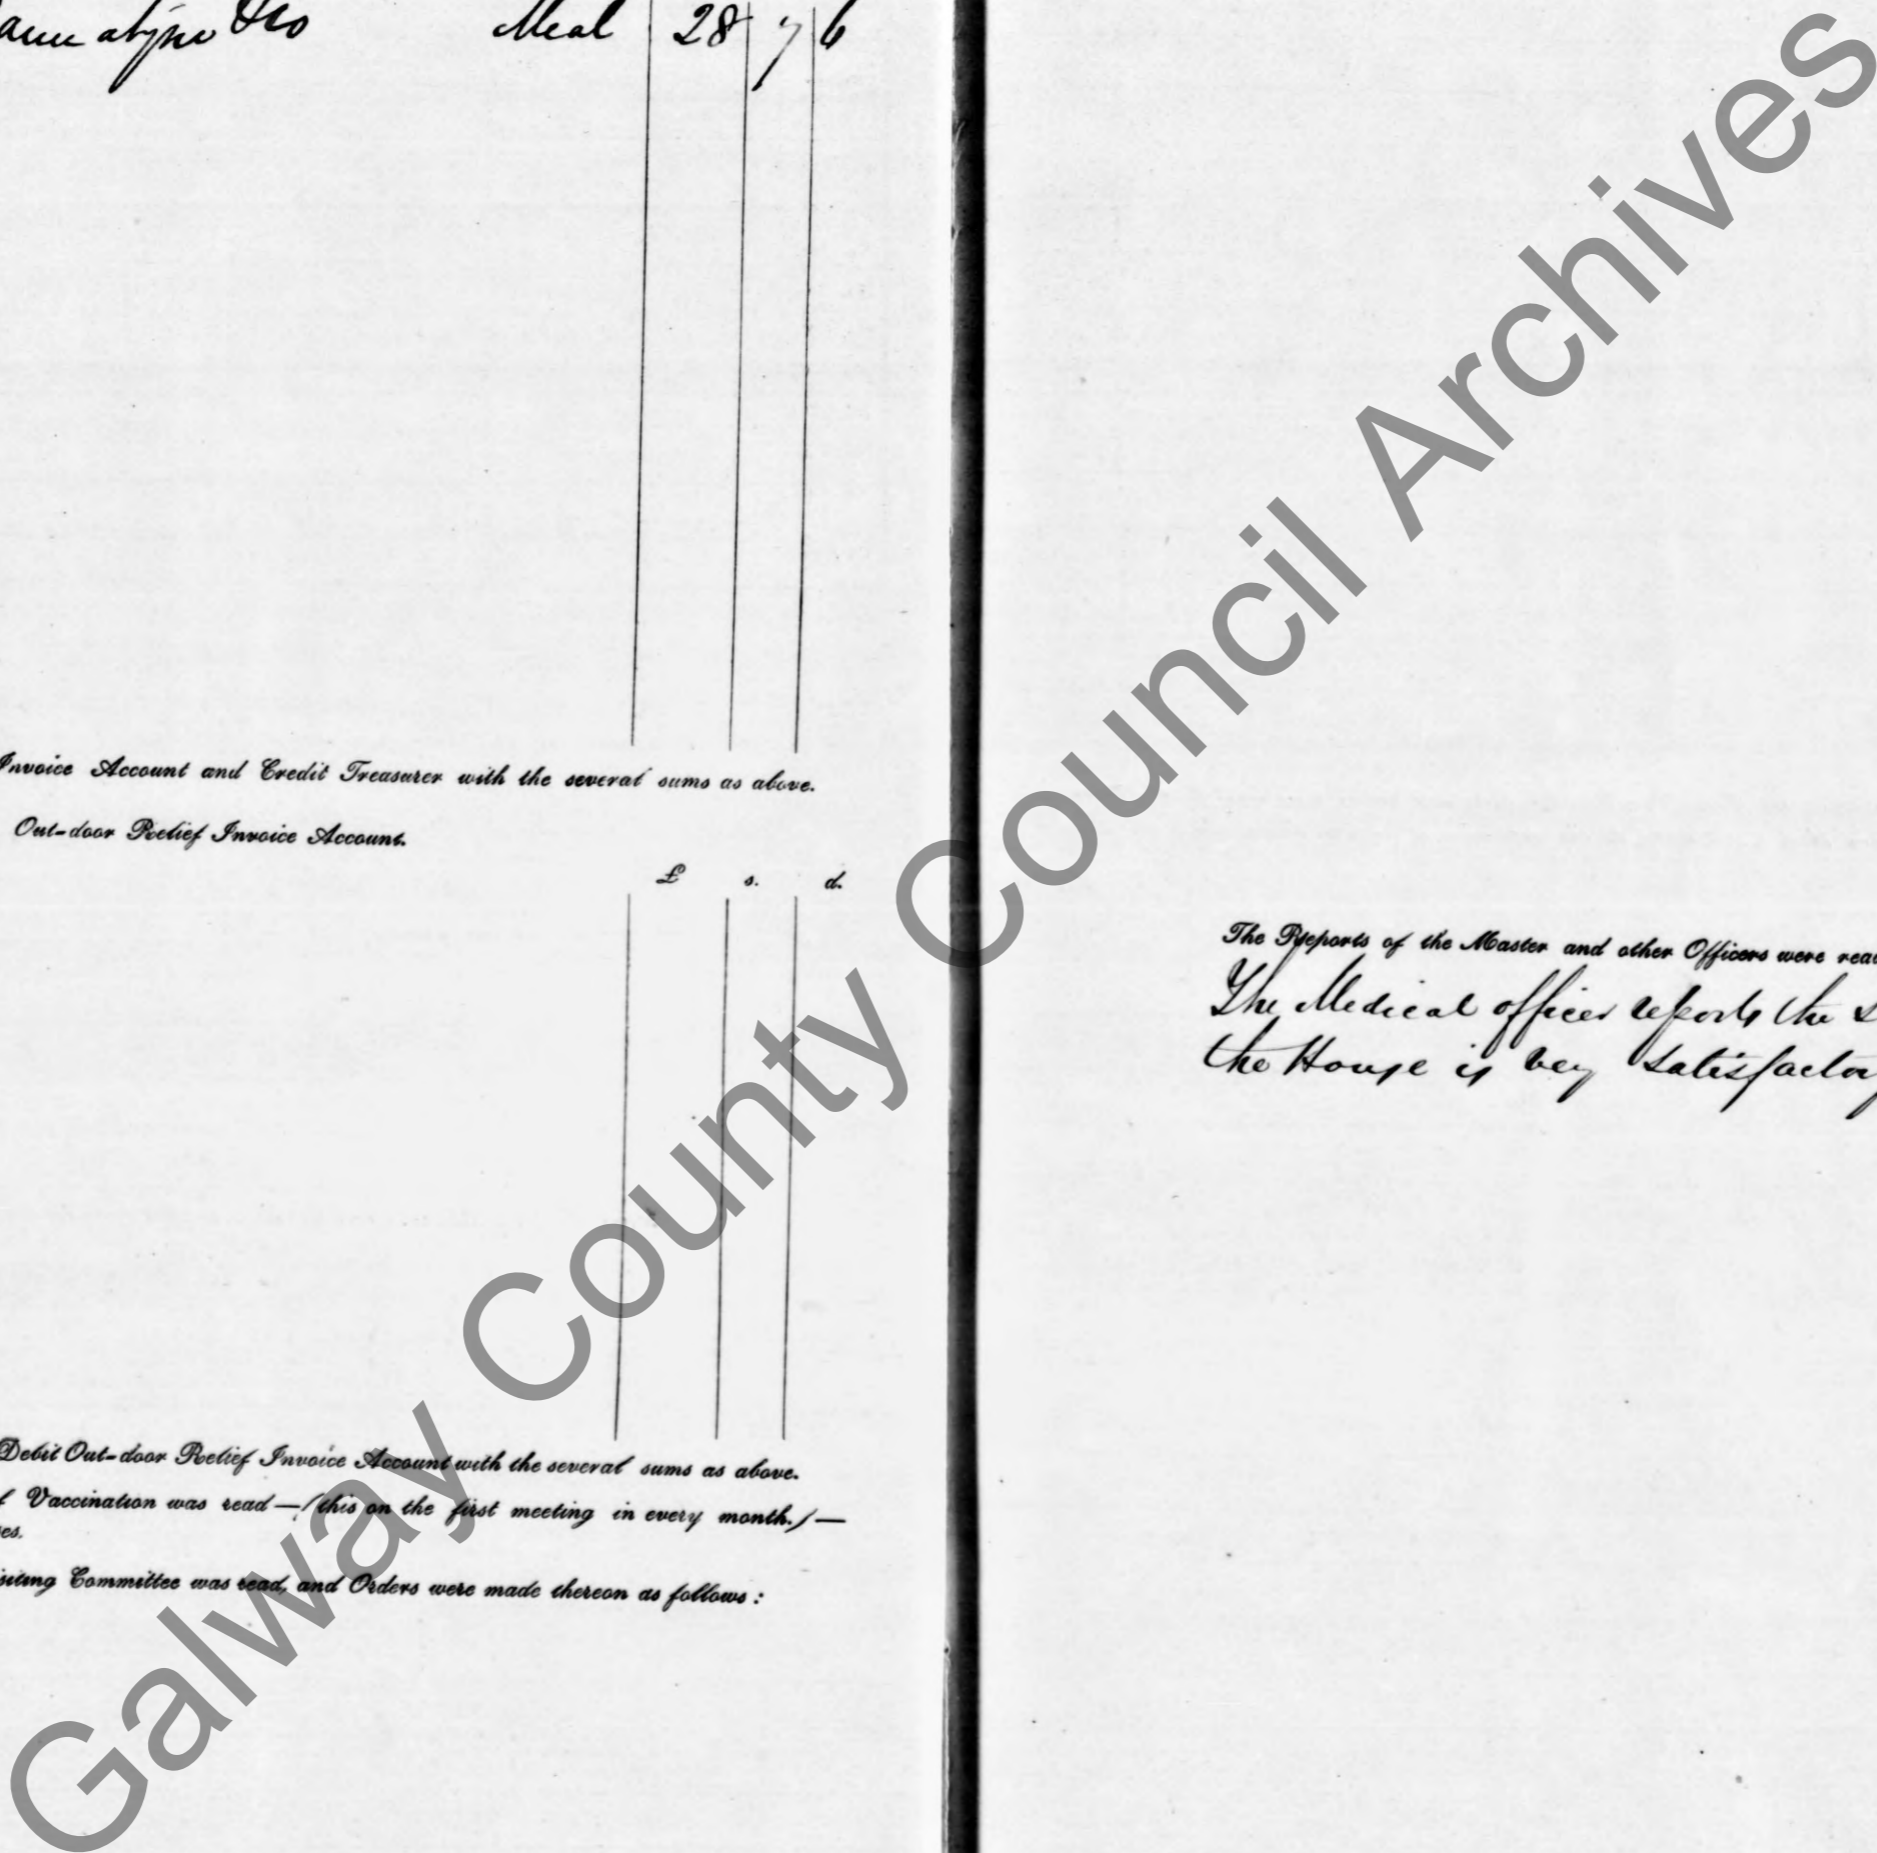 & Co Meal 28 7 6
Invoice Account and Credit Treasurer with the several sums as above.
Out-door Relief Invoice Account.
£ s. d.
Debit Out-door Relief Invoice Account with the several sums as above.
Vaccination was read—(this on the first meeting in every month.)—
es.
siting Committee was read, and Orders were made thereon as follows:
The Reports of the Master and other Officers were rea
The Medical officer reports the
the House is very Satisfactory
Galway County Council Archives